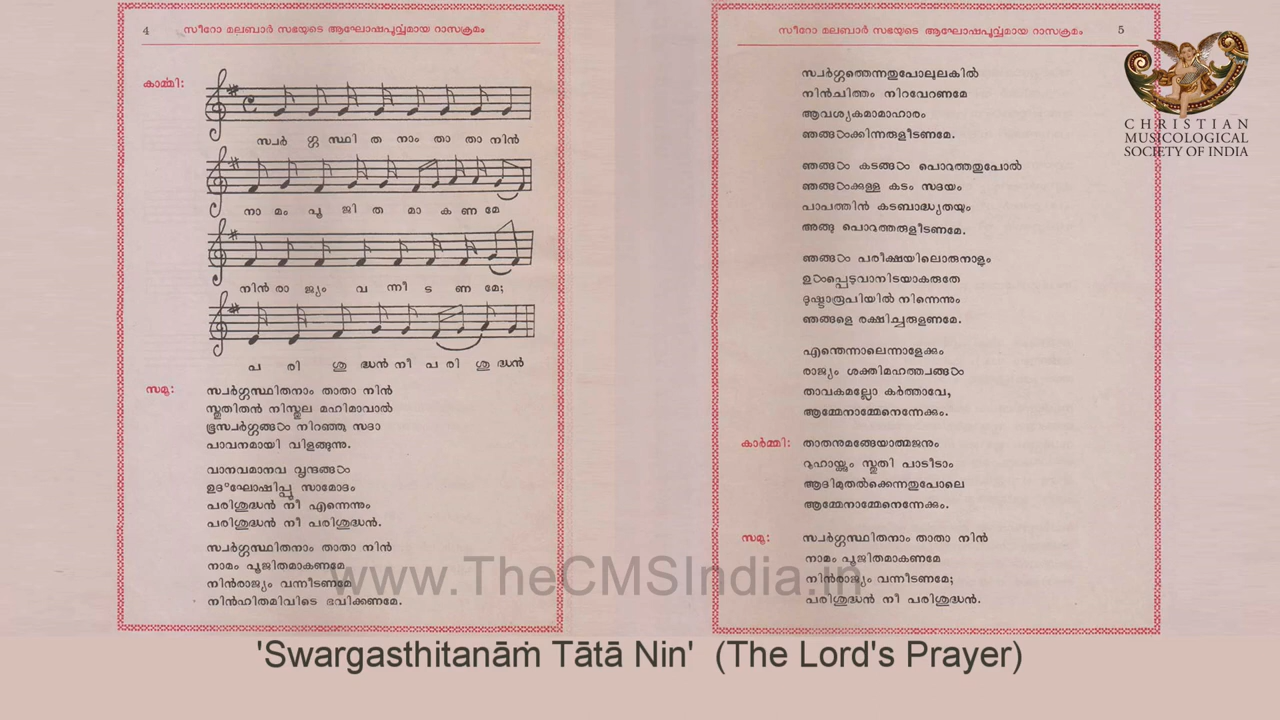 4 സീറോ മലബാർ സഭയുടെ ആഘോഷപൂർവ്വമായ റാസക്രമം
കാർമ്മി:
സ്വർ ഗ്ഗ സ്ഥി ത നാം താ താ നിൻ
നാ മം പൂ ജി ത മാ ക ണ മേ
നിൻ രാ ജ്യം വ ന്നീ ട ണ മേ;
പ രി ശു ദ്ധൻ നീ പ രി ശു ദ്ധൻ
സമൂ: സ്വർഗ്ഗസ്ഥിതനാം താതാ നിൻ
സ്തുതിതൻ നിസ്തുല മഹിമാവാൽ
ഭൂസ്വർഗ്ഗങ്ങൾ നിറഞ്ഞു സദാ
പാവനമായി വിളങ്ങുന്നു.
വാനവമാനവ വൃന്ദങ്ങൾ
ഉദ്ഘോഷിപ്പൂ സാമോദം
പരിശുദ്ധൻ നീ എന്നെന്നും
പരിശുദ്ധൻ നീ പരിശുദ്ധൻ.
സ്വർഗ്ഗസ്ഥിതനാം താതാ നിൻ
നാമം പൂജിതമാകണമേ
നിൻരാജ്യം വന്നീടണമേ
നിൻഹിതമിവിടെ ഭവിക്കണമേ.
സീറോ മലബാർ സഭയുടെ ആഘോഷപൂർവ്വമായ റാസക്രമം 5
സ്വർഗ്ഗത്തെന്നതുപോലുലകിൽ
നിൻചിത്തം നിറവേറണമേ
ആവശ്യകമാമാഹാരം
ഞങ്ങൾക്കിന്നരുളീടണമേ.
ഞങ്ങൾ കടങ്ങൾ പൊറുത്തതുപോൽ
ഞങ്ങൾക്കുള്ള കടം സദയം
പാപത്തിൻ കടബാദ്ധ്യതയും
അങ്ങു പൊറുത്തരുളീടണമേ.
ഞങ്ങൾ പരീക്ഷയിലൊരുനാളും
ഉൾപ്പെടുവാനിടയാകരുതേ
ദുഷ്ടാരൂപിയിൽ നിന്നെന്നും
ഞങ്ങളെ രക്ഷിച്ചരുളണമേ.
എന്തെന്നാലെന്നാളേക്കും
രാജ്യം ശക്തിമഹത്ത്വങ്ങൾ
താവകമല്ലോ കർത്താവേ,
ആമ്മേനാമ്മേനെന്നേക്കും.
കാർമ്മി: താതനുമങ്ങേയാത്മജനും
റൂഹായ്ക്കും സ്തുതി പാടീടാം
ആദിമുതൽക്കെന്നതുപോലെ
ആമ്മേനാമ്മേനെന്നേക്കും.
സമൂ: സ്വർഗ്ഗസ്ഥിതനാം താതാ നിൻ
നാമം പൂജിതമാകണമേ
നിൻരാജ്യം വന്നീടണമേ;
പരിശുദ്ധൻ നീ പരിശുദ്ധൻ.
CHRISTIAN
MUSICOLOGICAL
SOCIETY OF INDIA
www.TheCMSIndia.in
'Swargasthitanāṁ Tātā Nin' (The Lord's Prayer)